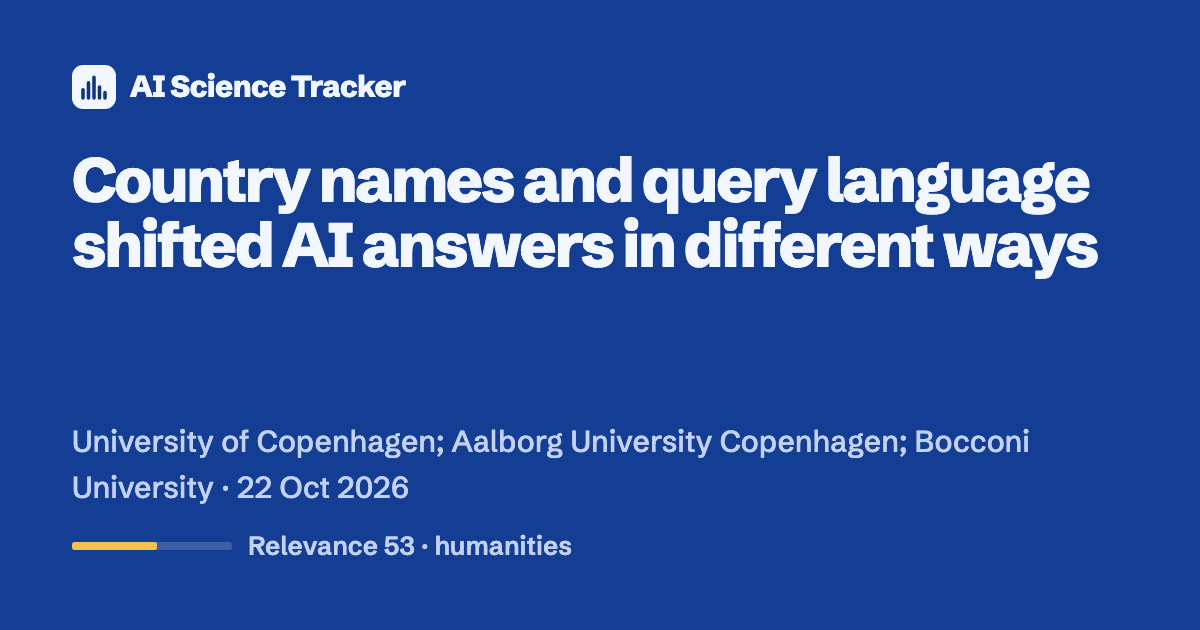 AI Science Tracker
Country names and query language
shifted AI answers in different ways
University of Copenhagen; Aalborg University Copenhagen; Bocconi
University · 22 Oct 2026
Relevance 53 · humanities